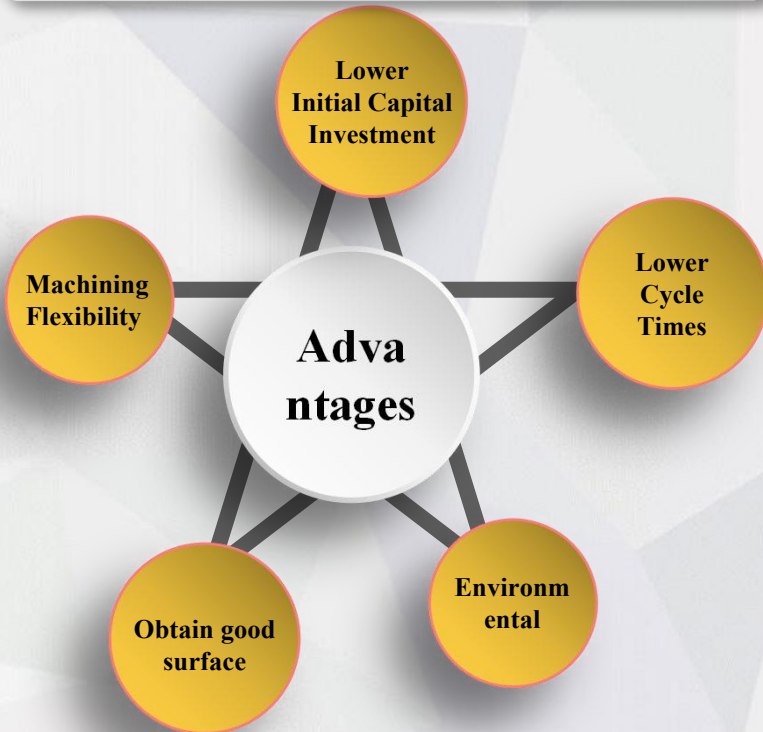 Lower
Initial Capital
Investment
Machining
Flexibility
Lower
Cycle
Times
Adva
ntages
Obtain good
surface
Environm
ental